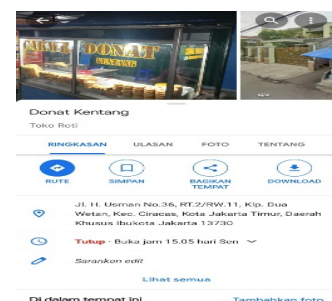 DONAT
KENTANG
Donat Kentang
Toko Roti
RINGKASAN
ULASAN
FOTO
TENTANG
RUTE
SIMPAN
BAGIKAN
TEMPAT
DOWNLOAD
Jl. H. Usman No.36, RT.2/RW.11, Klp. Dua
Wetan, Kec. Ciracas, Kota Jakarta Timur, Daerah
Khusus Ibukota Jakarta 13730
Tutup · Buka jam 15.05 hari Sen
Sarankan edit
Lihat semua
Di dalam tempat ini
Tambahkan foto